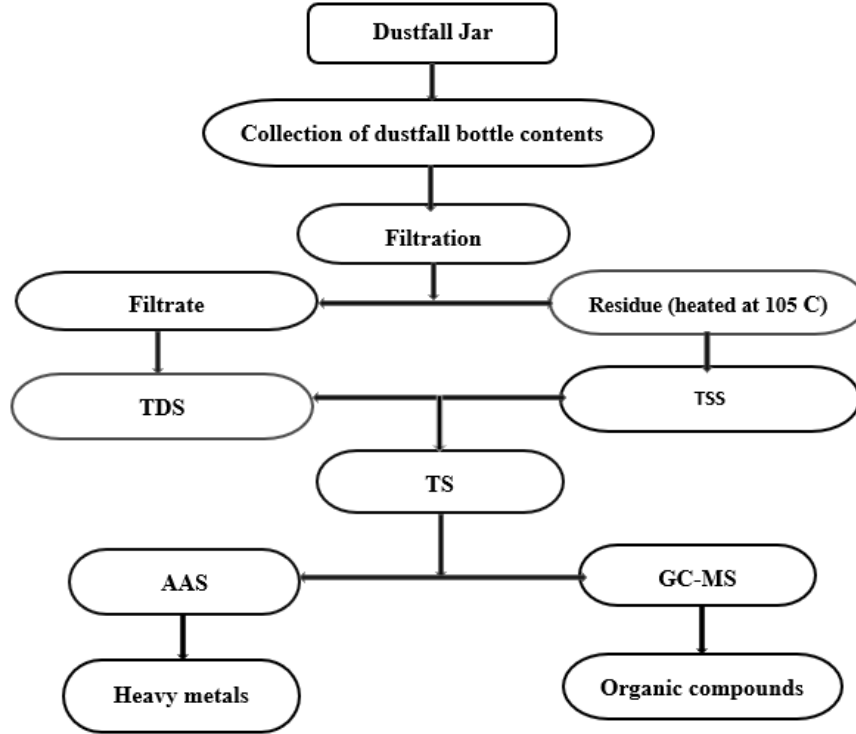 Dustfall Jar
Collection of dustfall bottle contents
Filtration
Filtrate
Residue (heated at 105 C)
TDS
TSS
TS
AAS
GC-MS
Heavy metals
Organic compounds